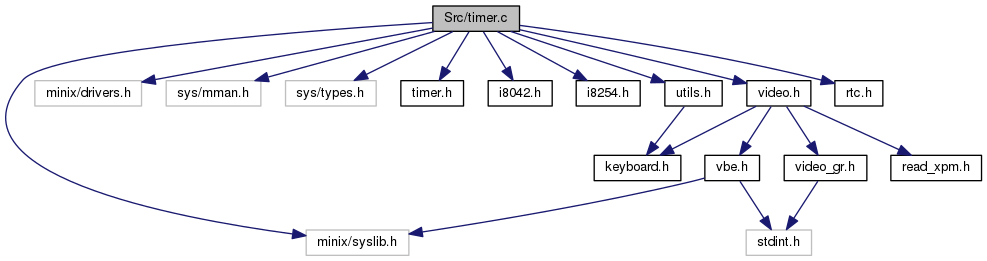 Src/timer.c
minix/drivers.h
sys/mman.h
sys/types.h
timer.h
i8042.h
i8254.h
utils.h
video.h
rtc.h
keyboard.h
vbe.h
video_gr.h
read_xpm.h
minix/syslib.h
stdint.h